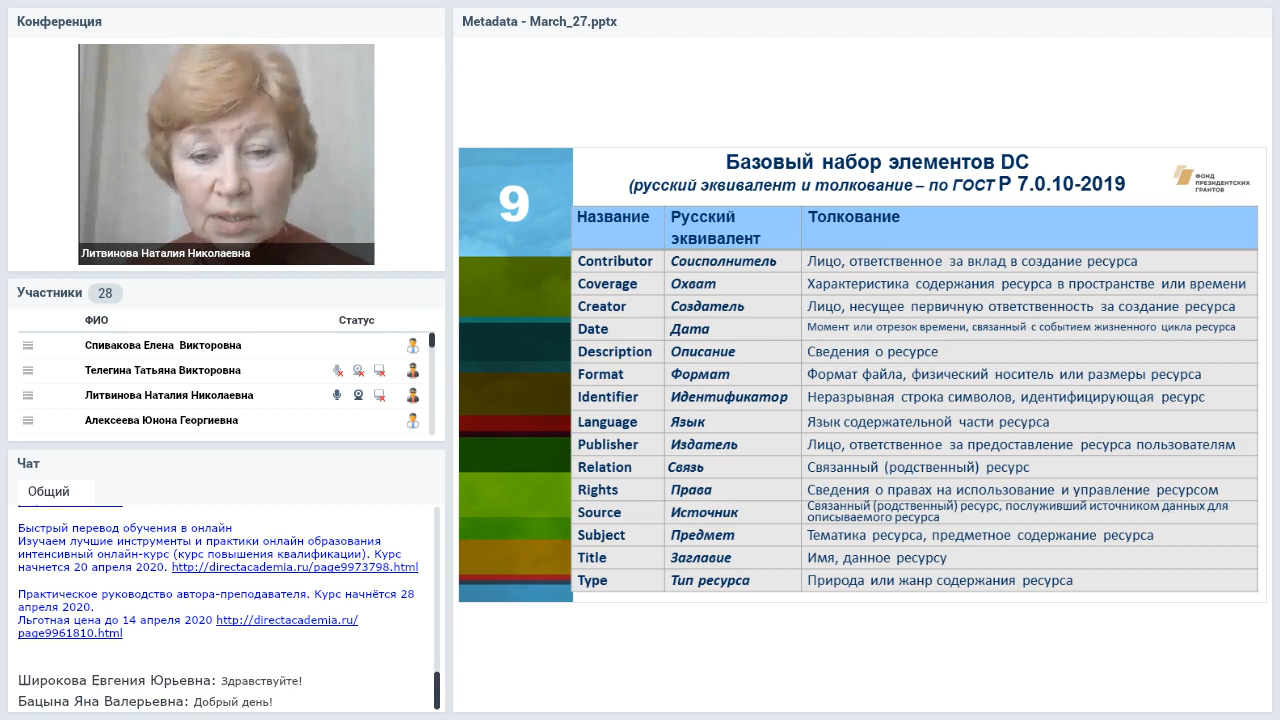 Конференция
Литвинова Наталия Николаевна
Участники 28
ФИО Статус
Спивакова Елена Викторовна
Телегина Татьяна Викторовна
Литвинова Наталия Николаевна
Алексеева Юнона Георгиевна
Чат
Общий
Быстрый перевод обучения в онлайн
Изучаем лучшие инструменты и практики онлайн образования
интенсивный онлайн-курс (курс повышения квалификации). Курс
начнется 20 апреля 2020. http://directacademia.ru/page9973798.html
Практическое руководство автора-преподавателя. Курс начнётся 28
апреля 2020.
Льготная цена до 14 апреля 2020 http://directacademia.ru/
page9961810.html
Широкова Евгения Юрьевна: Здравствуйте!
Бацына Яна Валерьевна: Добрый день!
Metadata - March_27.pptx
9
Базовый набор элементов DC
(русский эквивалент и толкование – по ГОСТ Р 7.0.10-2019
ФОНД
ПРЕЗИДЕНТСКИХ
ГРАНТОВ
Название Русский эквивалент Толкование
Contributor Соисполнитель Лицо, ответственное за вклад в создание ресурса
Coverage Охват Характеристика содержания ресурса в пространстве или времени
Creator Создатель Лицо, несущее первичную ответственность за создание ресурса
Date Дата Момент или отрезок времени, связанный с событием жизненного цикла ресурса
Description Описание Сведения о ресурсе
Format Формат Формат файла, физический носитель или размеры ресурса
Identifier Идентификатор Неразрывная строка символов, идентифицирующая ресурс
Language Язык Язык содержательной части ресурса
Publisher Издатель Лицо, ответственное за предоставление ресурса пользователям
Relation Связь Связанный (родственный) ресурс
Rights Права Сведения о правах на использование и управление ресурсом
Source Источник Связанный (родственный) ресурс, послуживший источником данных для
описываемого ресурса
Subject Предмет Тематика ресурса, предметное содержание ресурса
Title Заглавие Имя, данное ресурсу
Type Тип ресурса Природа или жанр содержания ресурса